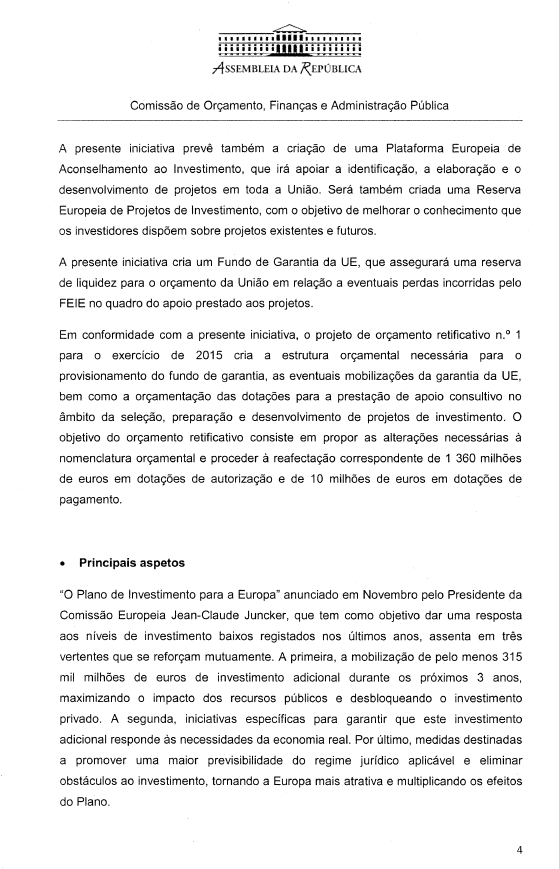 ASSEMBLEIA DA REPÚBLICA
Comissão de Orçamento, Finanças e Administração Pública
A presente iniciativa prevê também a criação de uma Plataforma Europeia de
Aconselhamento ao Investimento, que irá apoiar a identificação, a elaboração e o
desenvolvimento de projetos em toda a União. Será também criada uma Reserva
Europeia de Projetos de Investimento, com o objetivo de melhorar o conhecimento que
os investidores dispõem sobre projetos existentes e futuros.
A presente iniciativa cria um Fundo de Garantia da UE, que assegurará uma reserva
de liquidez para o orçamento da União em relação a eventuais perdas incorridas pelo
FEIE no quadro do apoio prestado aos projetos.
Em conformidade com a presente iniciativa, o projeto de orçamento retificativo n.º 1
para o exercício de 2015 cria a estrutura orçamental necessária para o
provisionamento do fundo de garantia, as eventuais mobilizações da garantia da UE,
bem como a orçamentação das dotações para a prestação de apoio consultivo no
âmbito da seleção, preparação e desenvolvimento de projetos de investimento. O
objetivo do orçamento retificativo consiste em propor as alterações necessárias à
nomenclatura orçamental e proceder à reafectação correspondente de 1 360 milhões
de euros em dotações de autorização e de 10 milhões de euros em dotações de
pagamento.
• Principais aspetos
“O Plano de Investimento para a Europa” anunciado em Novembro pelo Presidente da
Comissão Europeia Jean-Claude Juncker, que tem como objetivo dar uma resposta
aos níveis de investimento baixos registados nos últimos anos, assenta em três
vertentes que se reforçam mutuamente. A primeira, a mobilização de pelo menos 315
mil milhões de euros de investimento adicional durante os próximos 3 anos,
maximizando o impacto dos recursos públicos e desbloqueando o investimento
privado. A segunda, iniciativas específicas para garantir que este investimento
adicional responde às necessidades da economia real. Por último, medidas destinadas
a promover uma maior previsibilidade do regime jurídico aplicável e eliminar
obstáculos ao investimento, tornando a Europa mais atrativa e multiplicando os efeitos
do Plano.
4